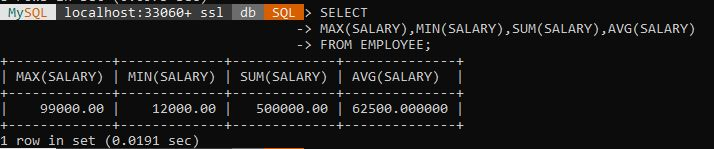 MySQL localhost:33060+ ssl db SQL > SELECT
-> MAX(SALARY),MIN(SALARY),SUM(SALARY),AVG(SALARY)
-> FROM EMPLOYEE;
+-------------+-------------+-------------+--------------+
| MAX(SALARY) | MIN(SALARY) | SUM(SALARY) | AVG(SALARY)  |
+-------------+-------------+-------------+--------------+
|    99000.00 |    12000.00 |   500000.00 | 62500.000000 |
+-------------+-------------+-------------+--------------+
1 row in set (0.0191 sec)